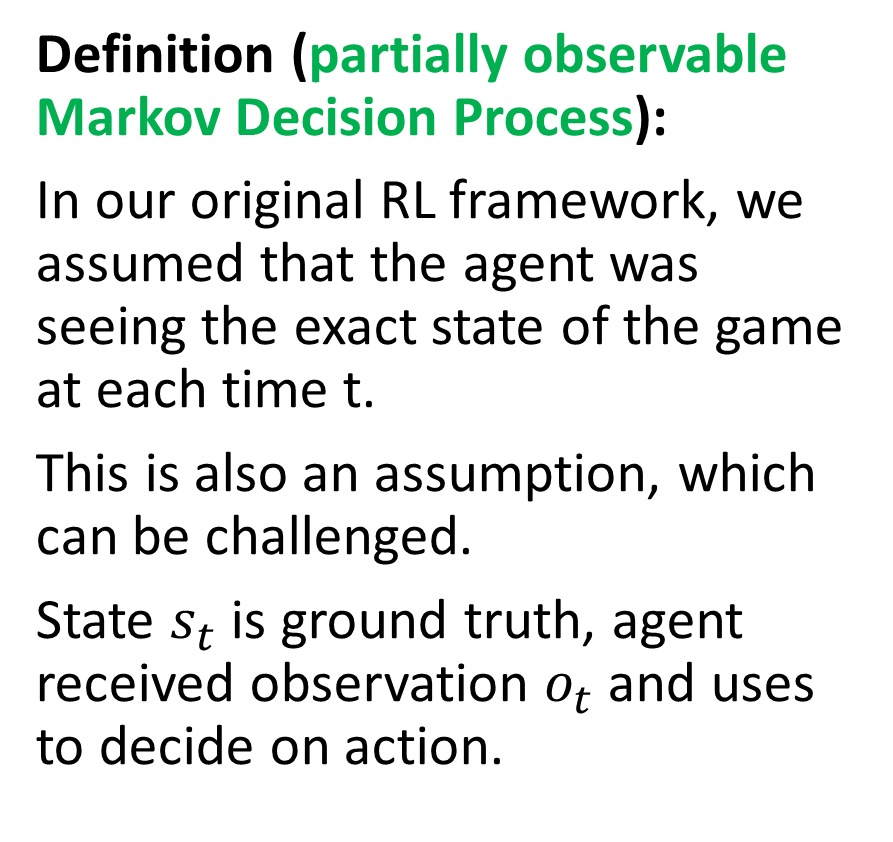 Definition (partially observable
Markov Decision Process):
In our original RL framework, we
assumed that the agent was
seeing the exact state of the game
at each time t.
This is also an assumption, which
can be challenged.
State $s_t$ is ground truth, agent
received observation $o_t$ and uses
to decide on action.